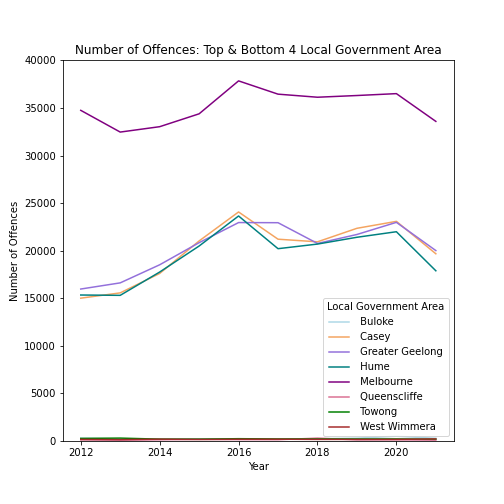 Number of Offences: Top & Bottom 4 Local Government Area
40000
35000
30000
25000
20000
15000
10000
5000
0
Number of Offences
2012
2014
2016
2018
2020
Year
Local Government Area
Buloke
Casey
Greater Geelong
Hume
Melbourne
Queenscliffe
Towong
West Wimmera